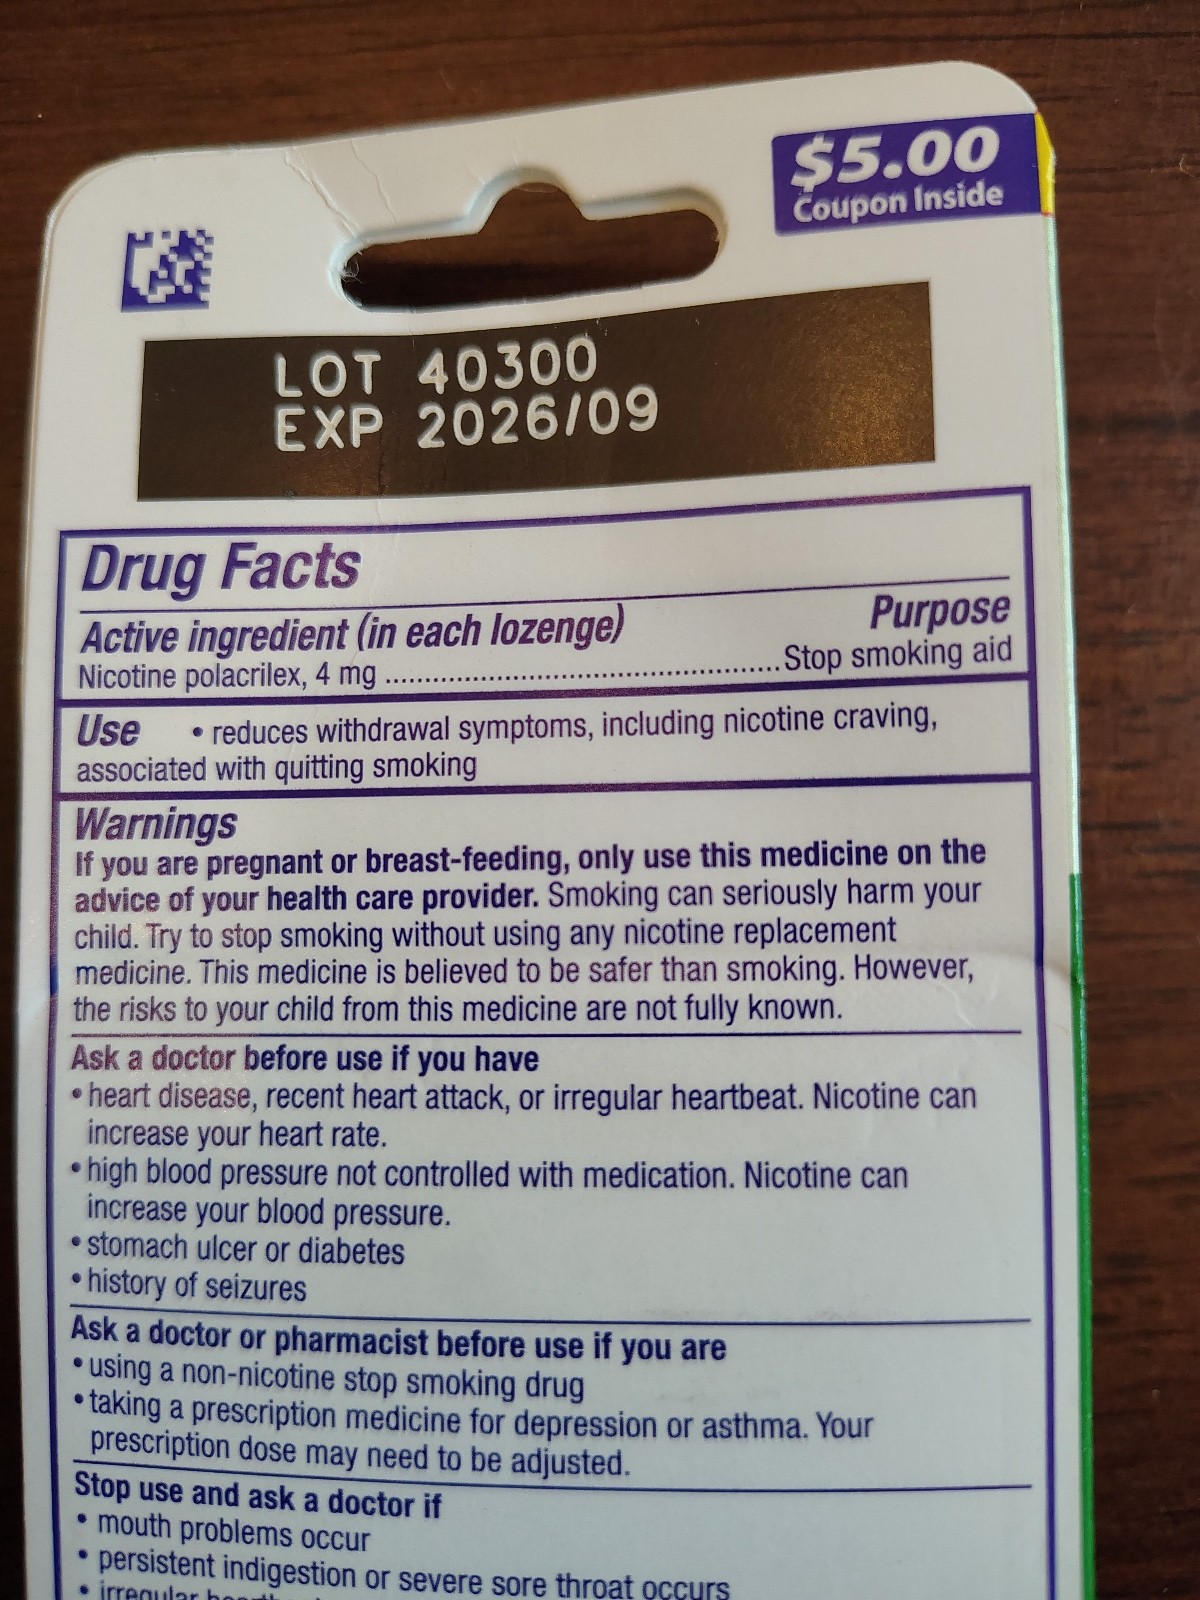 $5.00
Coupon Inside
LOT 40300
EXP 2026/09
Drug Facts
Active ingredient (in each lozenge) Purpose
Nicotine polacrilex, 4 mg ................................................ Stop smoking aid
Use • reduces withdrawal symptoms, including nicotine craving,
associated with quitting smoking
Warnings
If you are pregnant or breast-feeding, only use this medicine on the
advice of your health care provider. Smoking can seriously harm your
child. Try to stop smoking without using any nicotine replacement
medicine. This medicine is believed to be safer than smoking. However,
the risks to your child from this medicine are not fully known.
Ask a doctor before use if you have
• heart disease, recent heart attack, or irregular heartbeat. Nicotine can
increase your heart rate.
• high blood pressure not controlled with medication. Nicotine can
increase your blood pressure.
• stomach ulcer or diabetes
• history of seizures
Ask a doctor or pharmacist before use if you are
• using a non-nicotine stop smoking drug
• taking a prescription medicine for depression or asthma. Your
prescription dose may need to be adjusted.
Stop use and ask a doctor if
• mouth problems occur
• persistent indigestion or severe sore throat occurs
• irregular